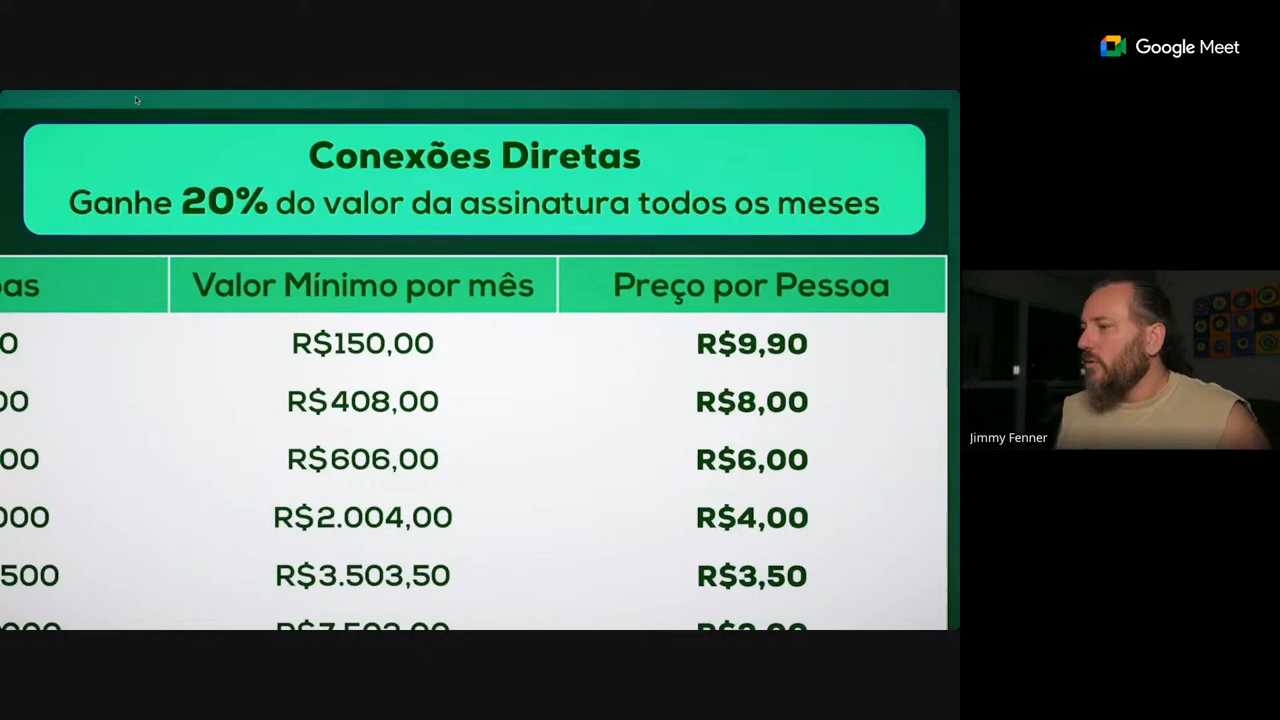 Google Meet
Conexões Diretas
Ganhe 20% do valor da assinatura todos os meses
Valor Mínimo por mês Preço por Pessoa
R$150,00 R$9,90
R$408,00 R$8,00
R$606,00 R$6,00
R$2.004,00 R$4,00
500 R$3.503,50 R$3,50
Jimmy Fenner